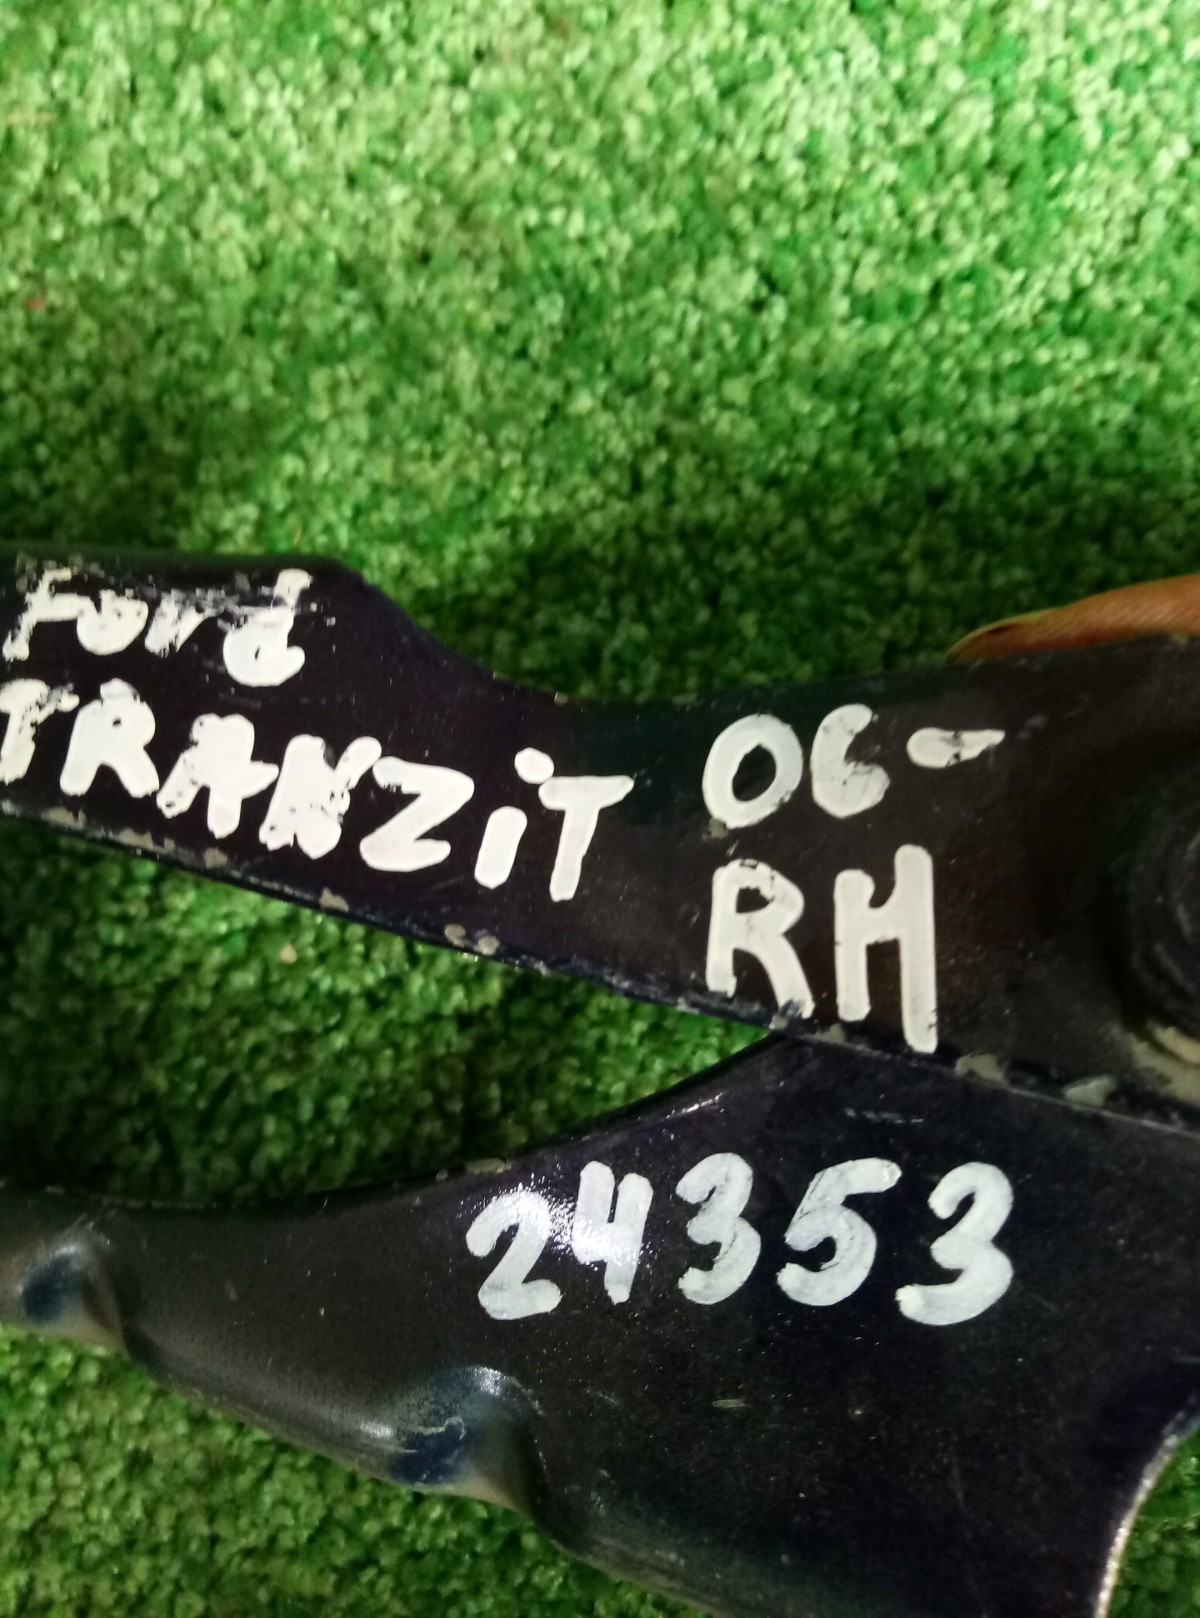 Ford
TRANZiT 06-
RH
24353